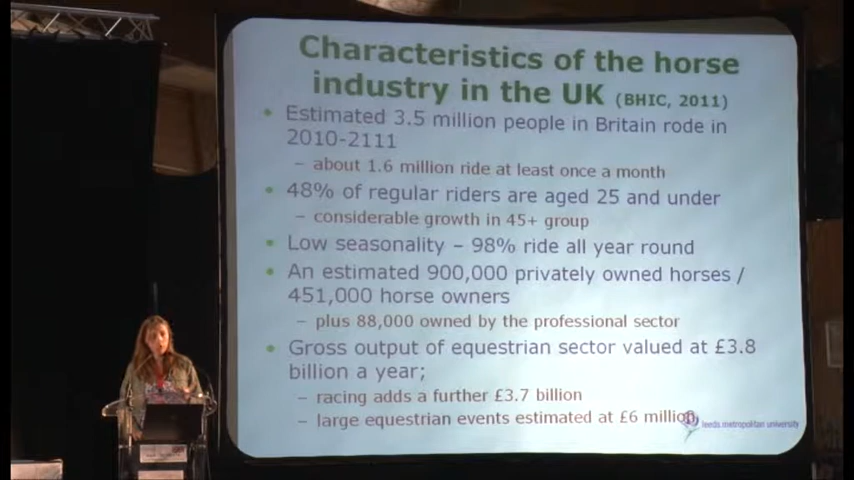 Characteristics of the horse
industry in the UK (BHIC, 2011)
• Estimated 3.5 million people in Britain rode in
2010-2111
– about 1.6 million ride at least once a month
• 48% of regular riders are aged 25 and under
– considerable growth in 45+ group
• Low seasonality – 98% ride all year round
• An estimated 900,000 privately owned horses /
451,000 horse owners
– plus 88,000 owned by the professional sector
• Gross output of equestrian sector valued at £3.8
billion a year;
– racing adds a further £3.7 billion
– large equestrian events estimated at £6 million
leeds metropolitan university